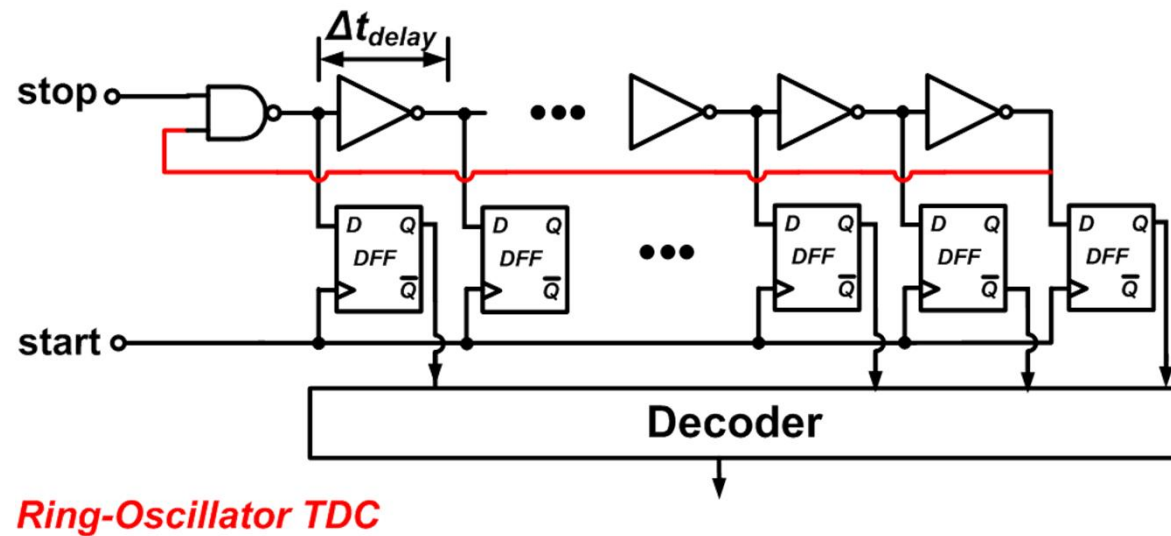 Δt_delay
stop
D Q DFF Q̅
D Q DFF Q̅
D Q DFF Q̅
D Q DFF Q̅
D Q DFF Q̅
start
Decoder
Ring-Oscillator TDC